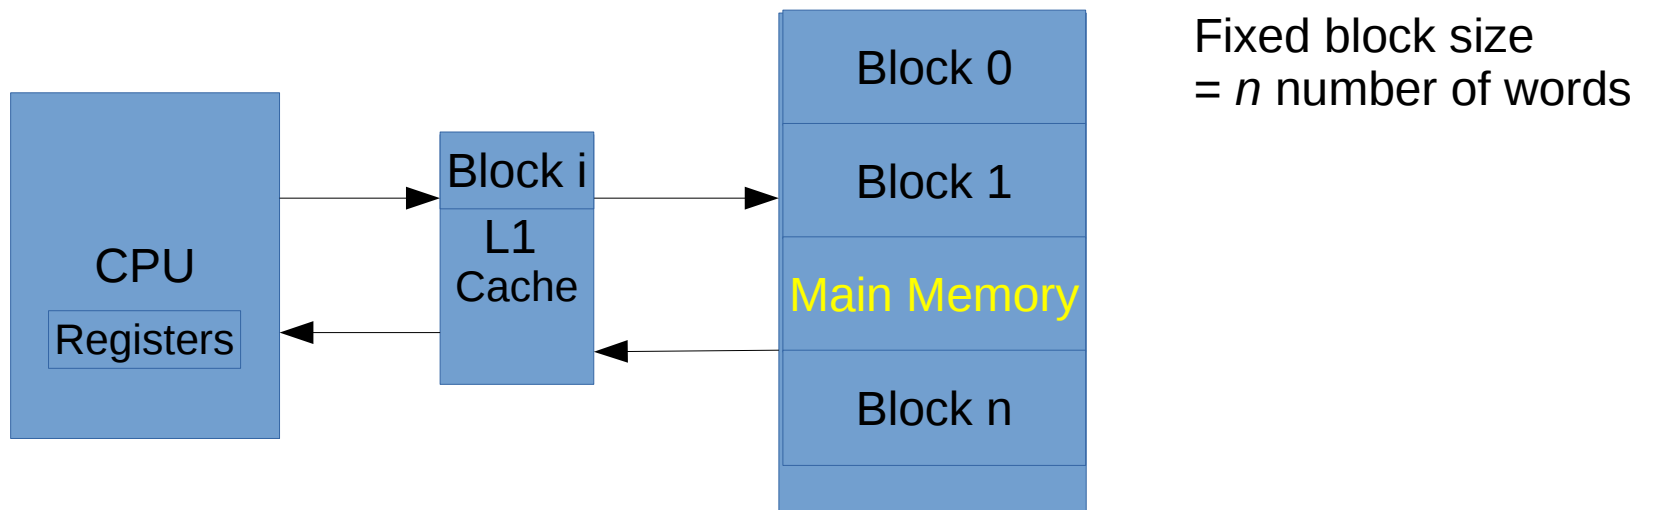 CPU
Registers
Block i
L1
Cache
Block 0
Block 1
Main Memory
Block n
Fixed block size
= n number of words